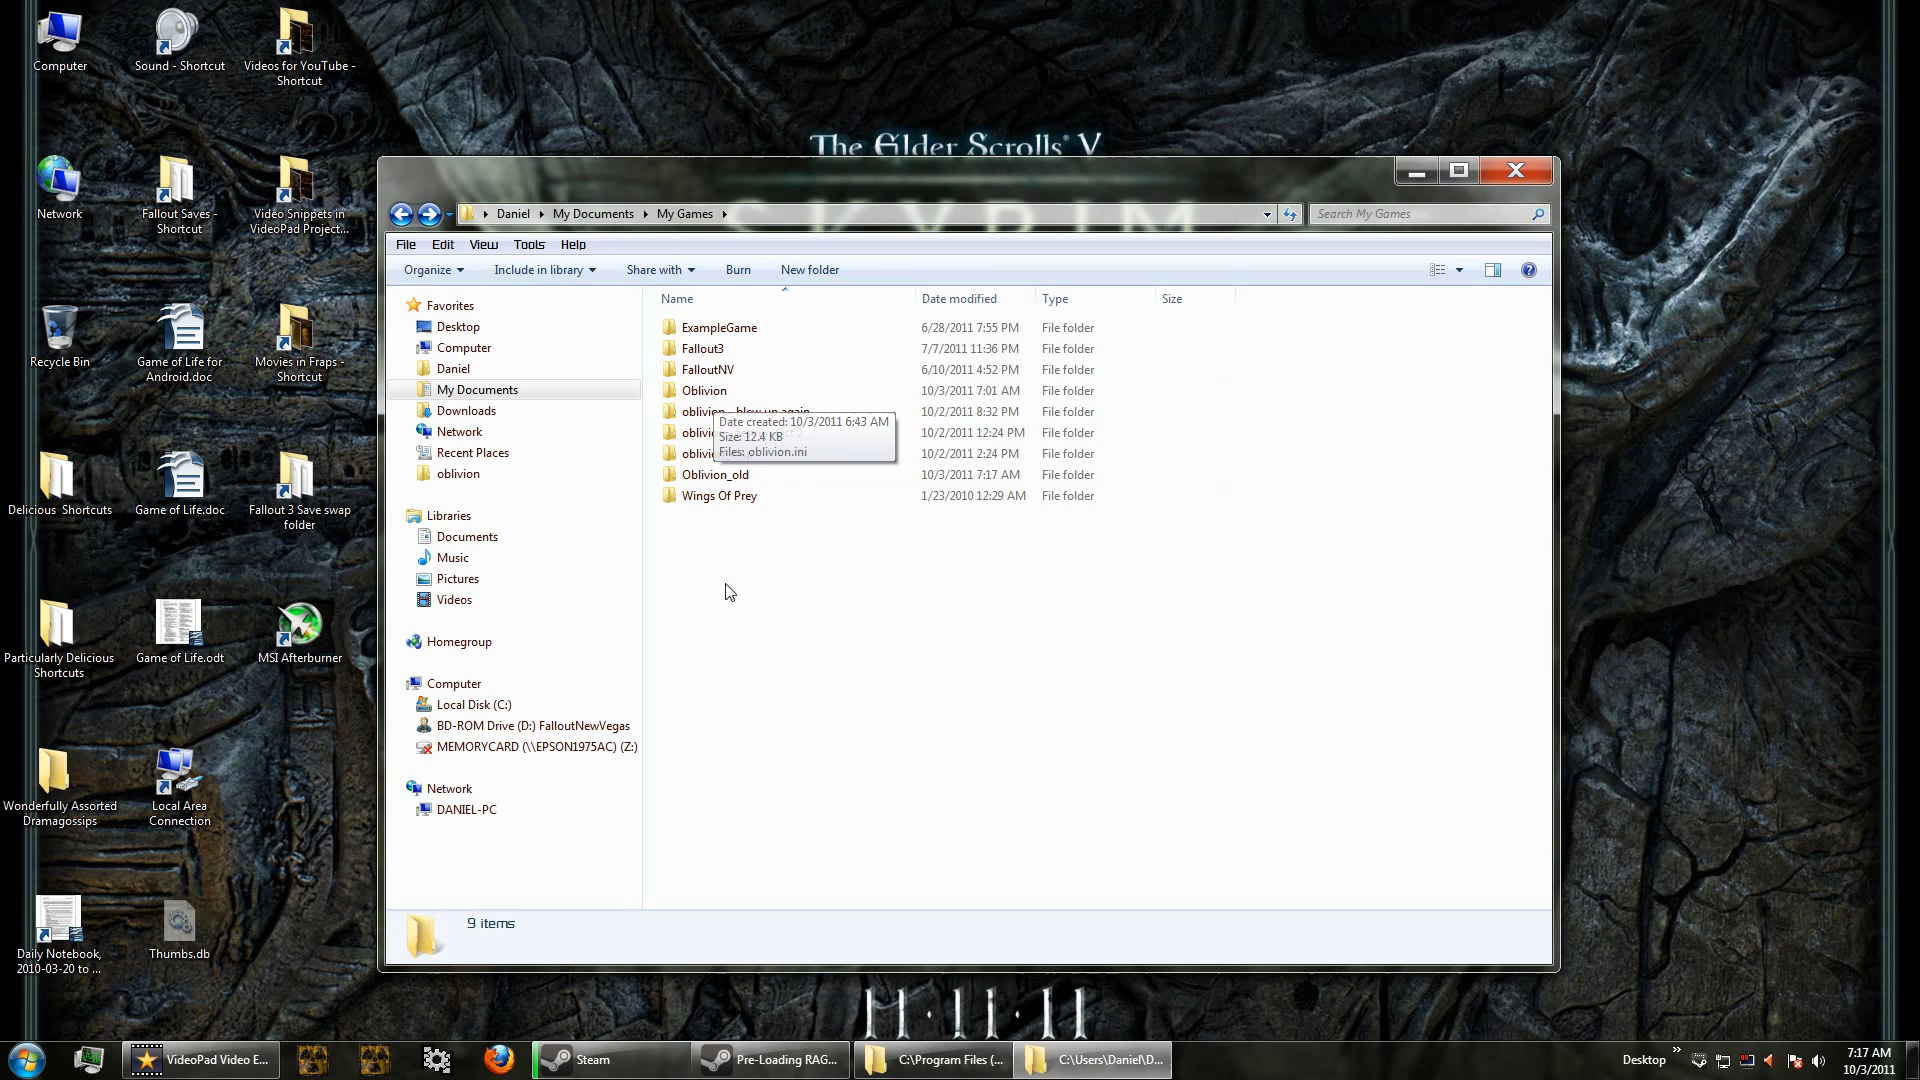 Computer
Sound - Shortcut
Videos for YouTube -
Shortcut
Network
Fallout Saves -
Shortcut
Video Snippets in
VideoPad Project...
Recycle Bin
Game of Life for
Android.doc
Movies in Fraps -
Shortcut
Delicious Shortcuts
Game of Life.doc
Fallout 3 Save swap
folder
Particularly Delicious
Shortcuts
Game of Life.odt
MSI Afterburner
Wonderfully Assorted
Dramagossips
Local Area
Connection
Daily Notebook,
2010-03-20 to ...
Thumbs.db
The Elder Scrolls® V
SKYRIM
Daniel
My Documents
My Games
Search My Games
File Edit View Tools Help
Organize Include in library Share with Burn New folder
Name Date modified Type Size
Favorites
Desktop
Computer
Daniel
My Documents
Downloads
Network
Recent Places
oblivion
Libraries
Documents
Music
Pictures
Videos
Homegroup
Computer
Local Disk (C:)
BD-ROM Drive (D:) FalloutNewVegas
MEMORYCARD (\\EPSON1975AC) (Z:)
Network
DANIEL-PC
ExampleGame 6/28/2011 7:55 PM File folder
Fallout3 7/7/2011 11:36 PM File folder
FalloutNV 6/10/2011 4:52 PM File folder
Oblivion 10/3/2011 7:01 AM File folder
oblivion - blew up again 10/2/2011 8:32 PM File folder
10/2/2011 12:24 PM File folder
10/2/2011 2:24 PM File folder
Oblivion_old 10/3/2011 7:17 AM File folder
Wings Of Prey 1/23/2010 12:29 AM File folder
Date created: 10/3/2011 6:43 AM
Size: 12.4 KB
Files: oblivion.ini
9 items
11·11·11
VideoPad Video E...
Steam
Pre-Loading RAG...
C:\Program Files (...
C:\Users\Daniel\D...
Desktop
7:17 AM
10/3/2011